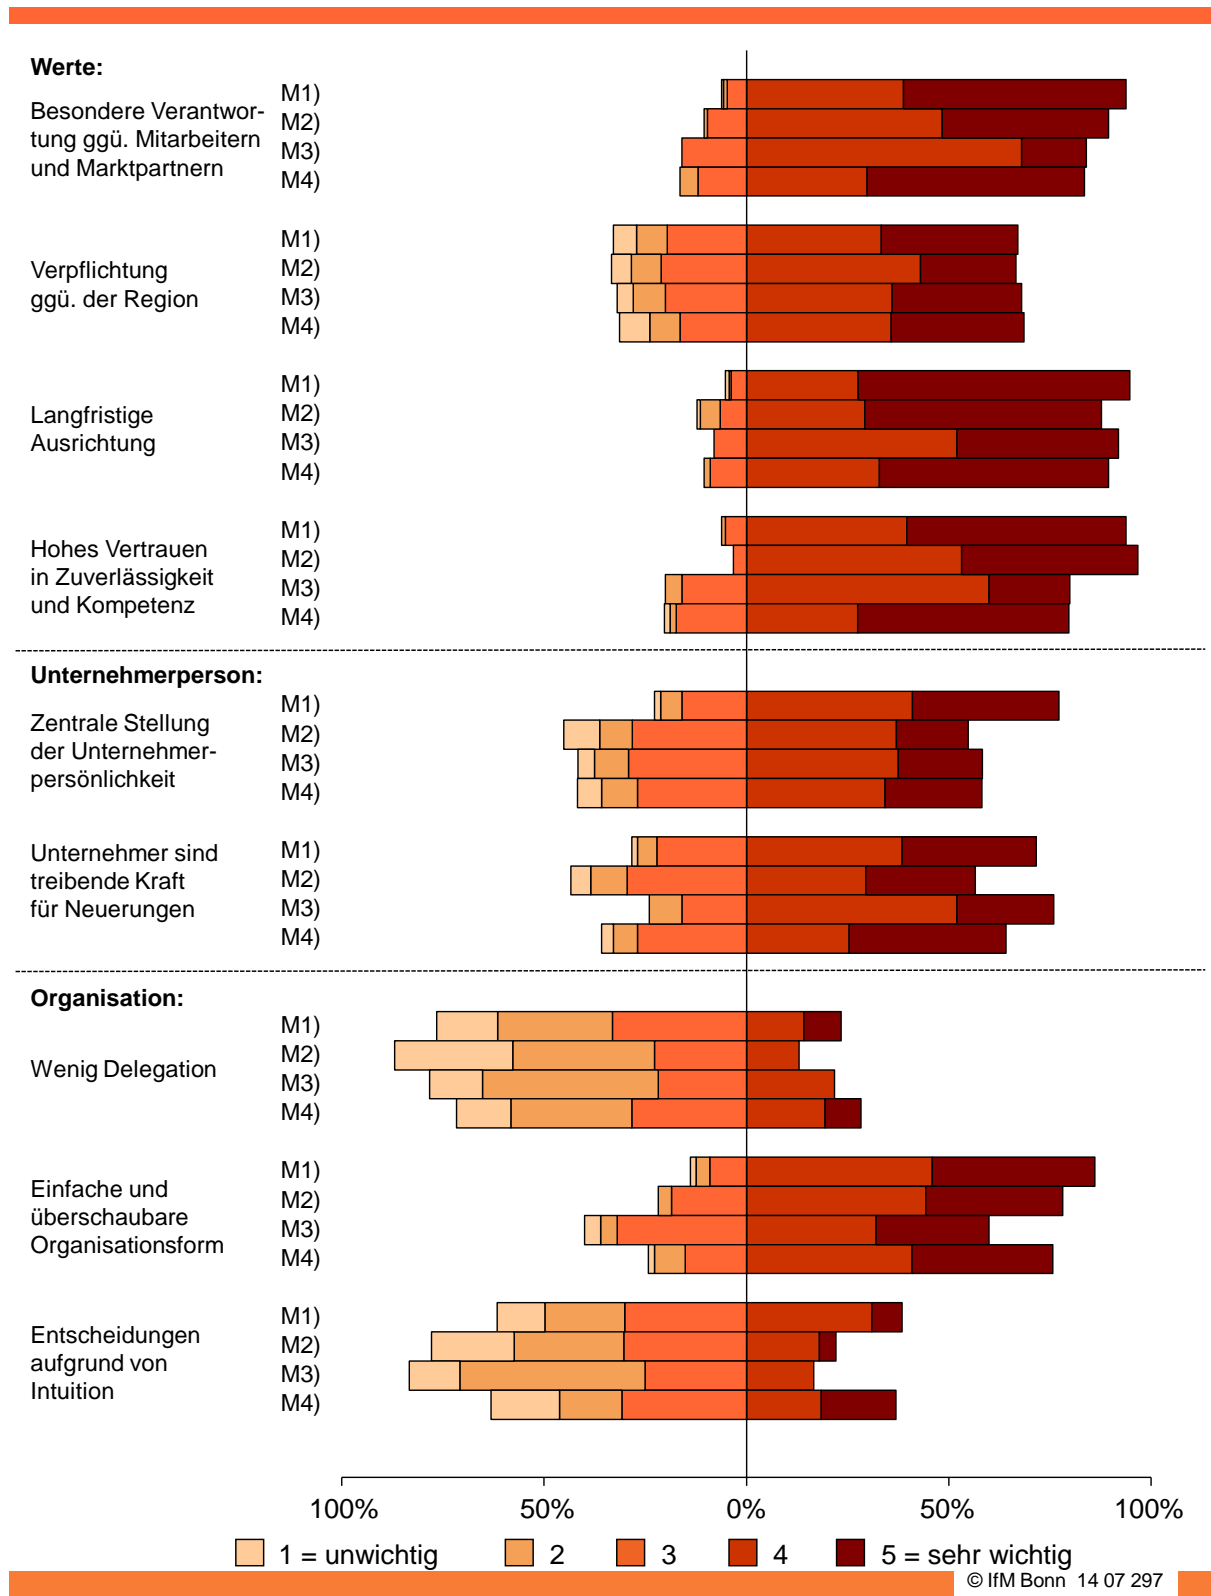 Werte:
Besondere Verantwor-
tung ggü. Mitarbeitern
und Marktpartnern
M1)
M2)
M3)
M4)
Verpflichtung
ggü. der Region
M1)
M2)
M3)
M4)
Langfristige
Ausrichtung
M1)
M2)
M3)
M4)
Hohes Vertrauen
in Zuverlässigkeit
und Kompetenz
M1)
M2)
M3)
M4)
Unternehmerperson:
Zentrale Stellung
der Unternehmer-
persönlichkeit
M1)
M2)
M3)
M4)
Unternehmer sind
treibende Kraft
für Neuerungen
M1)
M2)
M3)
M4)
Organisation:
Wenig Delegation
M1)
M2)
M3)
M4)
Einfache und
überschaubare
Organisationsform
M1)
M2)
M3)
M4)
Entscheidungen
aufgrund von
Intuition
M1)
M2)
M3)
M4)
100% 50% 0% 50% 100%
1 = unwichtig 2 3 4 5 = sehr wichtig
© IfM Bonn 14 07 297